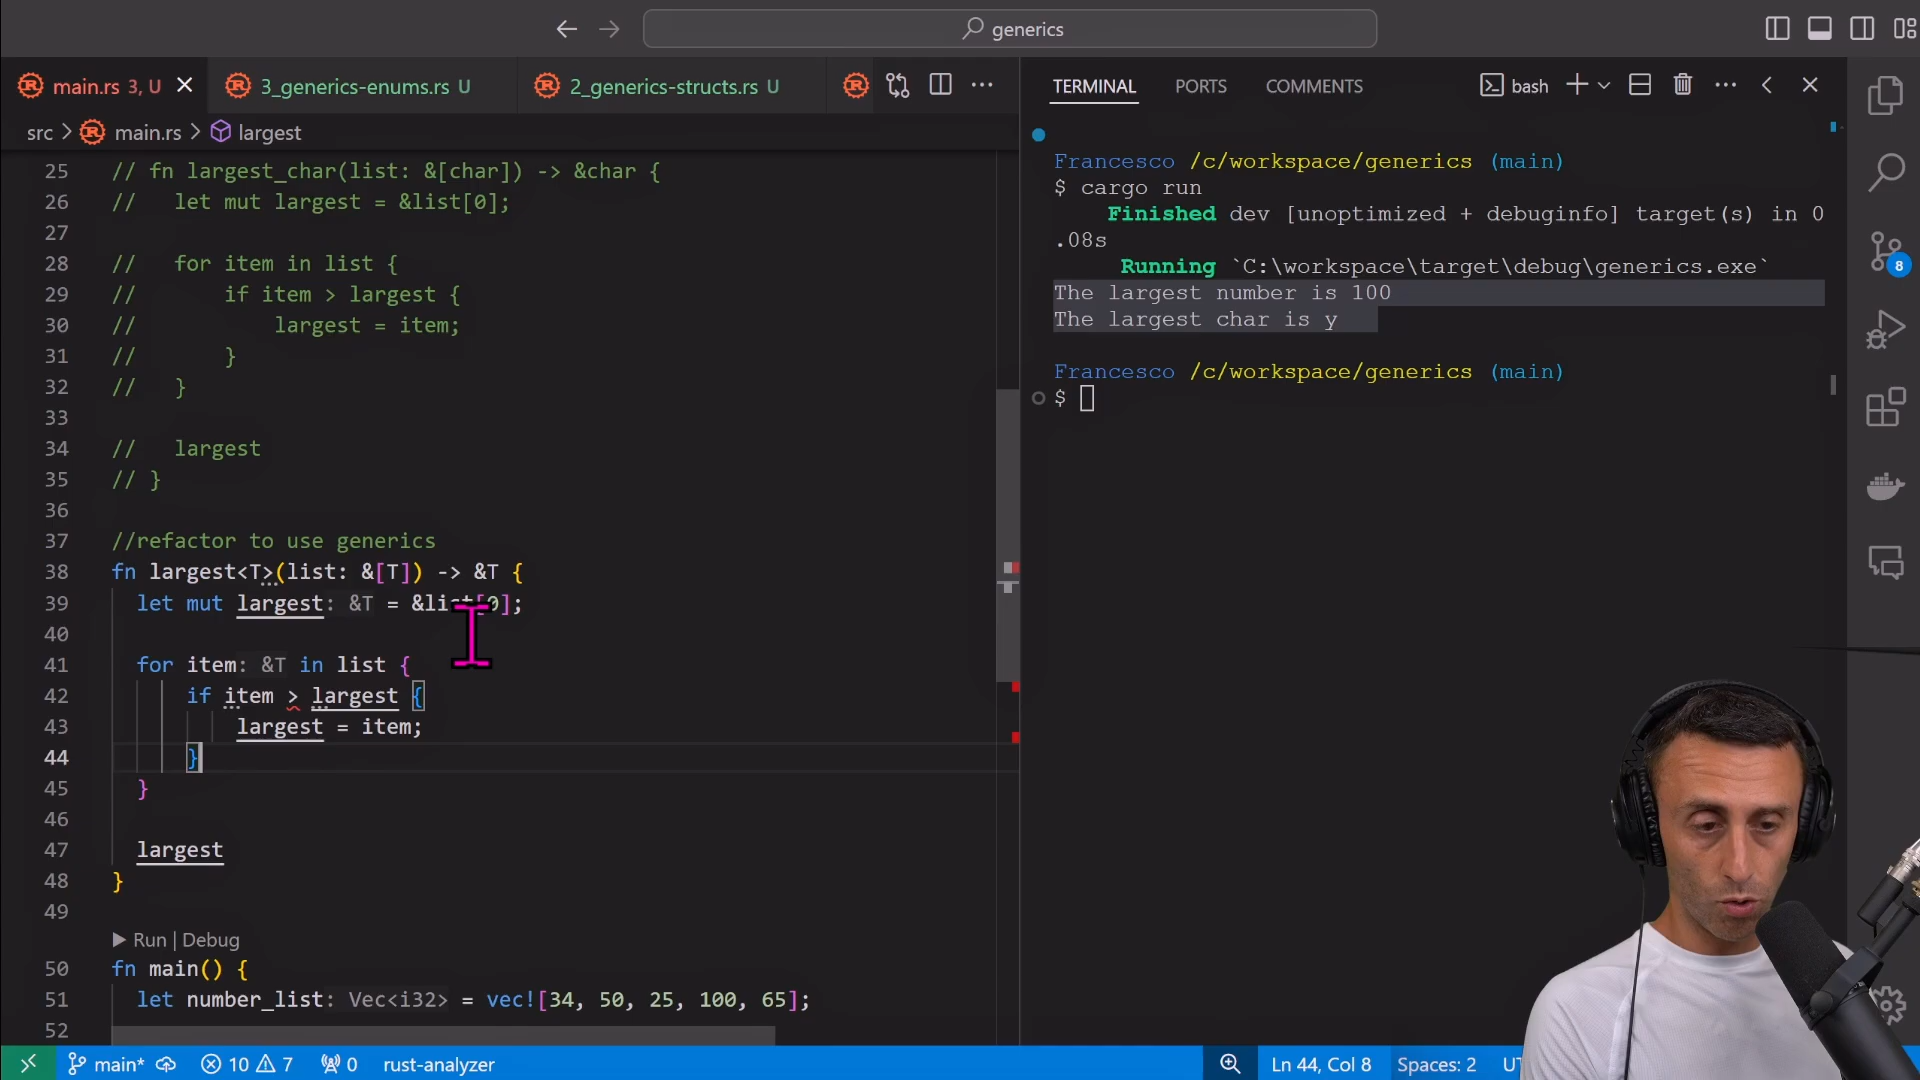 generics
main.rs 3, U
3_generics-enums.rs U
2_generics-structs.rs U
src > main.rs > largest
25 // fn largest_char(list: &[char]) -> &char {
26 //   let mut largest = &list[0];
27
28 //   for item in list {
29 //       if item > largest {
30 //           largest = item;
31 //       }
32 //   }
33
34 //   largest
35 // }
36
37 //refactor to use generics
38 fn largest<T>(list: &[T]) -> &T {
39   let mut largest: &T = &list[0];
40
41   for item: &T in list {
42       if item > largest {
43           largest = item;
44       }
45   }
46
47   largest
48 }
49
Run | Debug
50 fn main() {
51   let number_list: Vec<i32> = vec![34, 50, 25, 100, 65];
52
TERMINAL PORTS COMMENTS
bash
Francesco /c/workspace/generics (main)
$ cargo run
Finished dev [unoptimized + debuginfo] target(s) in 0
.08s
Running `C:\workspace\target\debug\generics.exe`
The largest number is 100
The largest char is y
Francesco /c/workspace/generics (main)
$
8
main* 10 7 0 rust-analyzer
Ln 44, Col 8 Spaces: 2